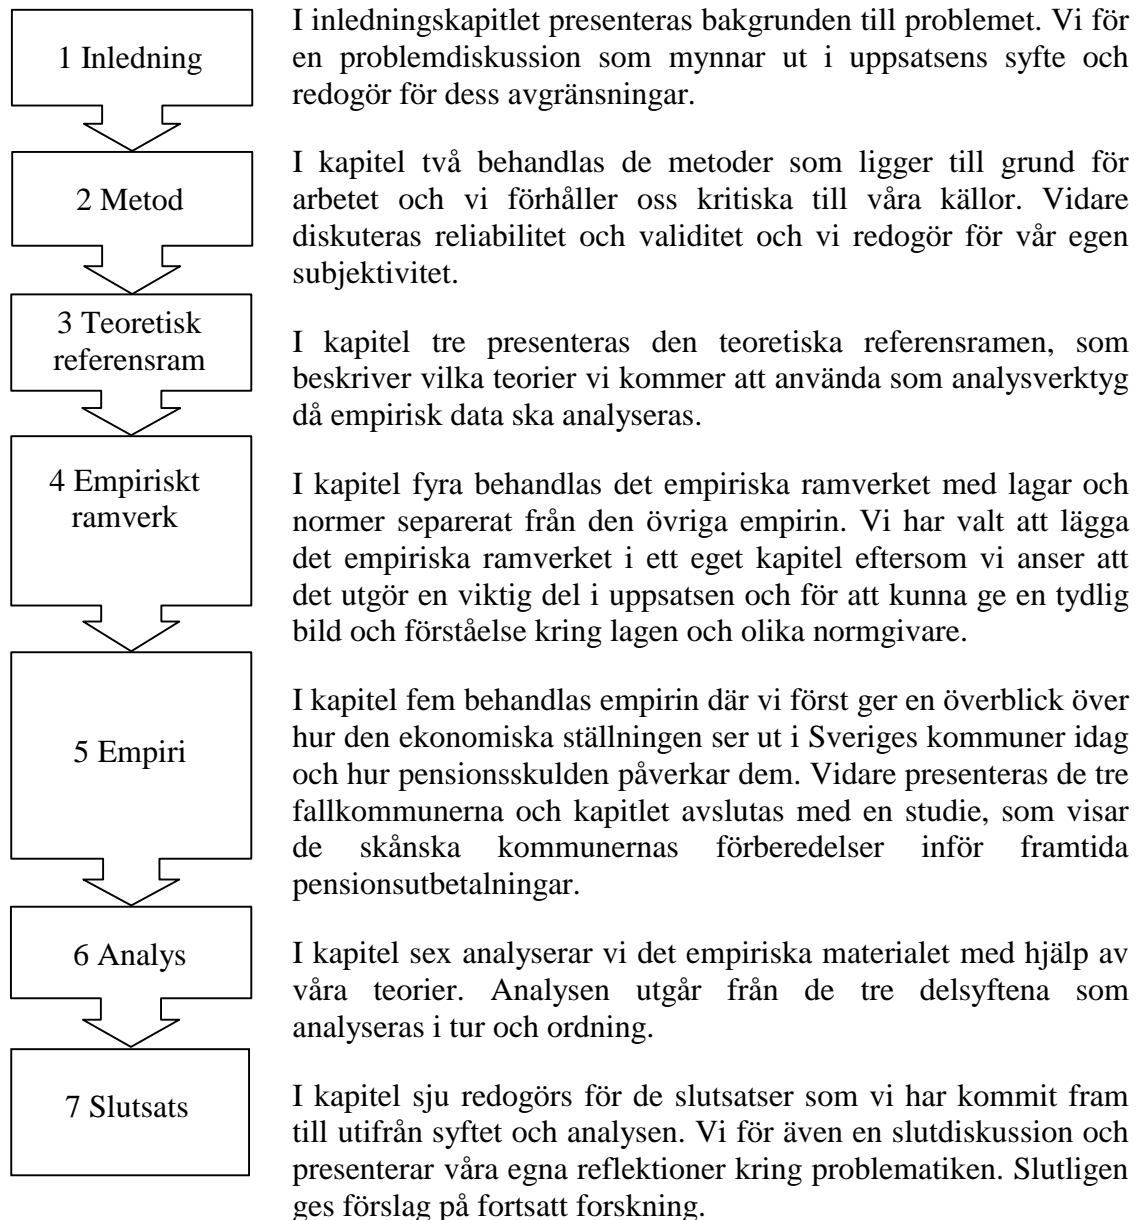 1 Inledning
I inledningskapitlet presenteras bakgrunden till problemet. Vi för
en problemdiskussion som mynnar ut i uppsatsens syfte och
redogör för dess avgränsningar.
2 Metod
I kapitel två behandlas de metoder som ligger till grund för
arbetet och vi förhåller oss kritiska till våra källor. Vidare
diskuteras reliabilitet och validitet och vi redogör för vår egen
subjektivitet.
3 Teoretisk
referensram
I kapitel tre presenteras den teoretiska referensramen, som
beskriver vilka teorier vi kommer att använda som analysverktyg
då empirisk data ska analyseras.
4 Empiriskt
ramverk
I kapitel fyra behandlas det empiriska ramverket med lagar och
normer separerat från den övriga empirin. Vi har valt att lägga
det empiriska ramverket i ett eget kapitel eftersom vi anser att
det utgör en viktig del i uppsatsen och för att kunna ge en tydlig
bild och förståelse kring lagen och olika normgivare.
5 Empiri
I kapitel fem behandlas empirin där vi först ger en överblick över
hur den ekonomiska ställningen ser ut i Sveriges kommuner idag
och hur pensionsskulden påverkar dem. Vidare presenteras de tre
fallkommunerna och kapitlet avslutas med en studie, som visar
de skånska kommunernas förberedelser inför framtida
pensionsutbetalningar.
6 Analys
I kapitel sex analyserar vi det empiriska materialet med hjälp av
våra teorier. Analysen utgår från de tre delsyftena som
analyseras i tur och ordning.
7 Slutsats
I kapitel sju redogörs för de slutsatser som vi har kommit fram
till utifrån syftet och analysen. Vi för även en slutdiskussion och
presenterar våra egna reflektioner kring problematiken. Slutligen
ges förslag på fortsatt forskning.